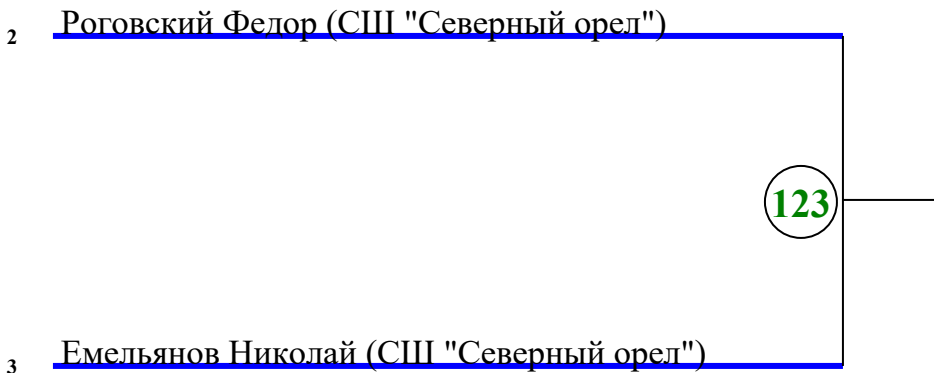 2 Роговский Федор (СШ "Северный орел")
123
3 Емельянов Николай (СШ "Северный орел")